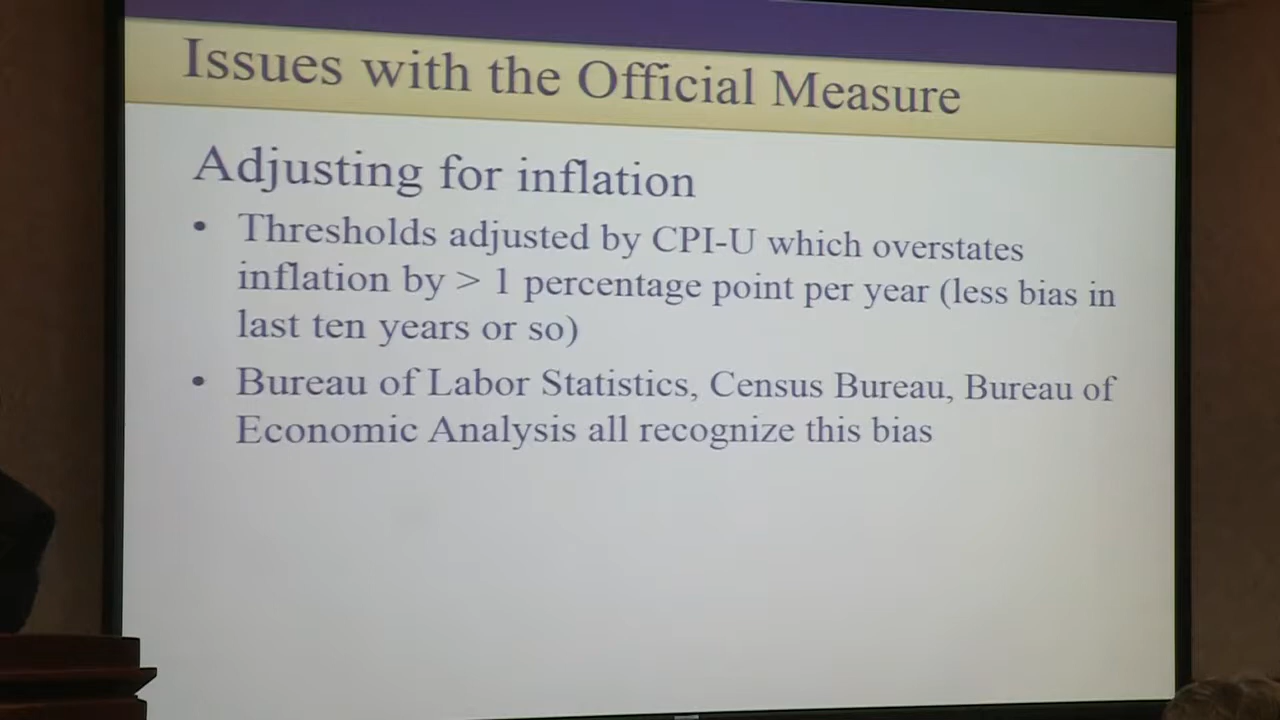 Issues with the Official Measure
Adjusting for inflation
• Thresholds adjusted by CPI-U which overstates
inflation by > 1 percentage point per year (less bias in
last ten years or so)
• Bureau of Labor Statistics, Census Bureau, Bureau of
Economic Analysis all recognize this bias